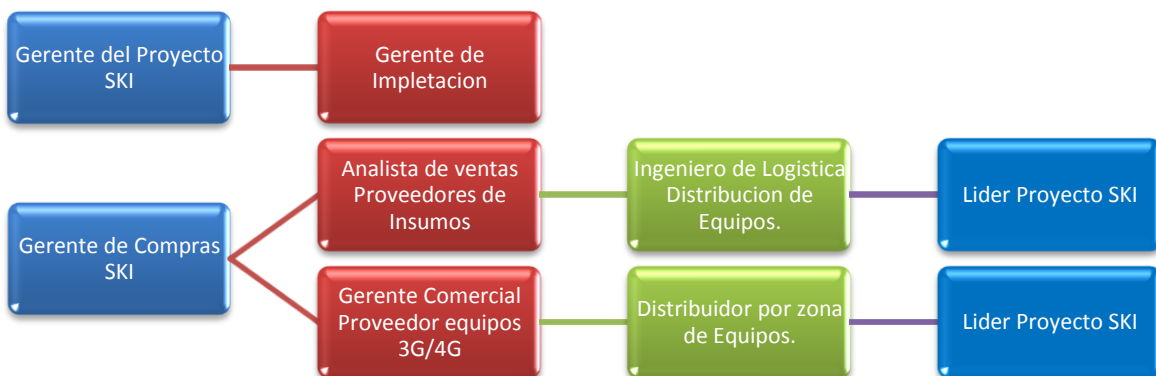 Gerente del Proyecto
SKI
Gerente de
Impletacion
Gerente de Compras
SKI
Analista de ventas
Proveedores de
Insumos
Ingeniero de Logistica
Distribucion de
Equipos.
Lider Proyecto SKI
Gerente Comercial
Proveedor equipos
3G/4G
Distribuidor por zona
de Equipos.
Lider Proyecto SKI